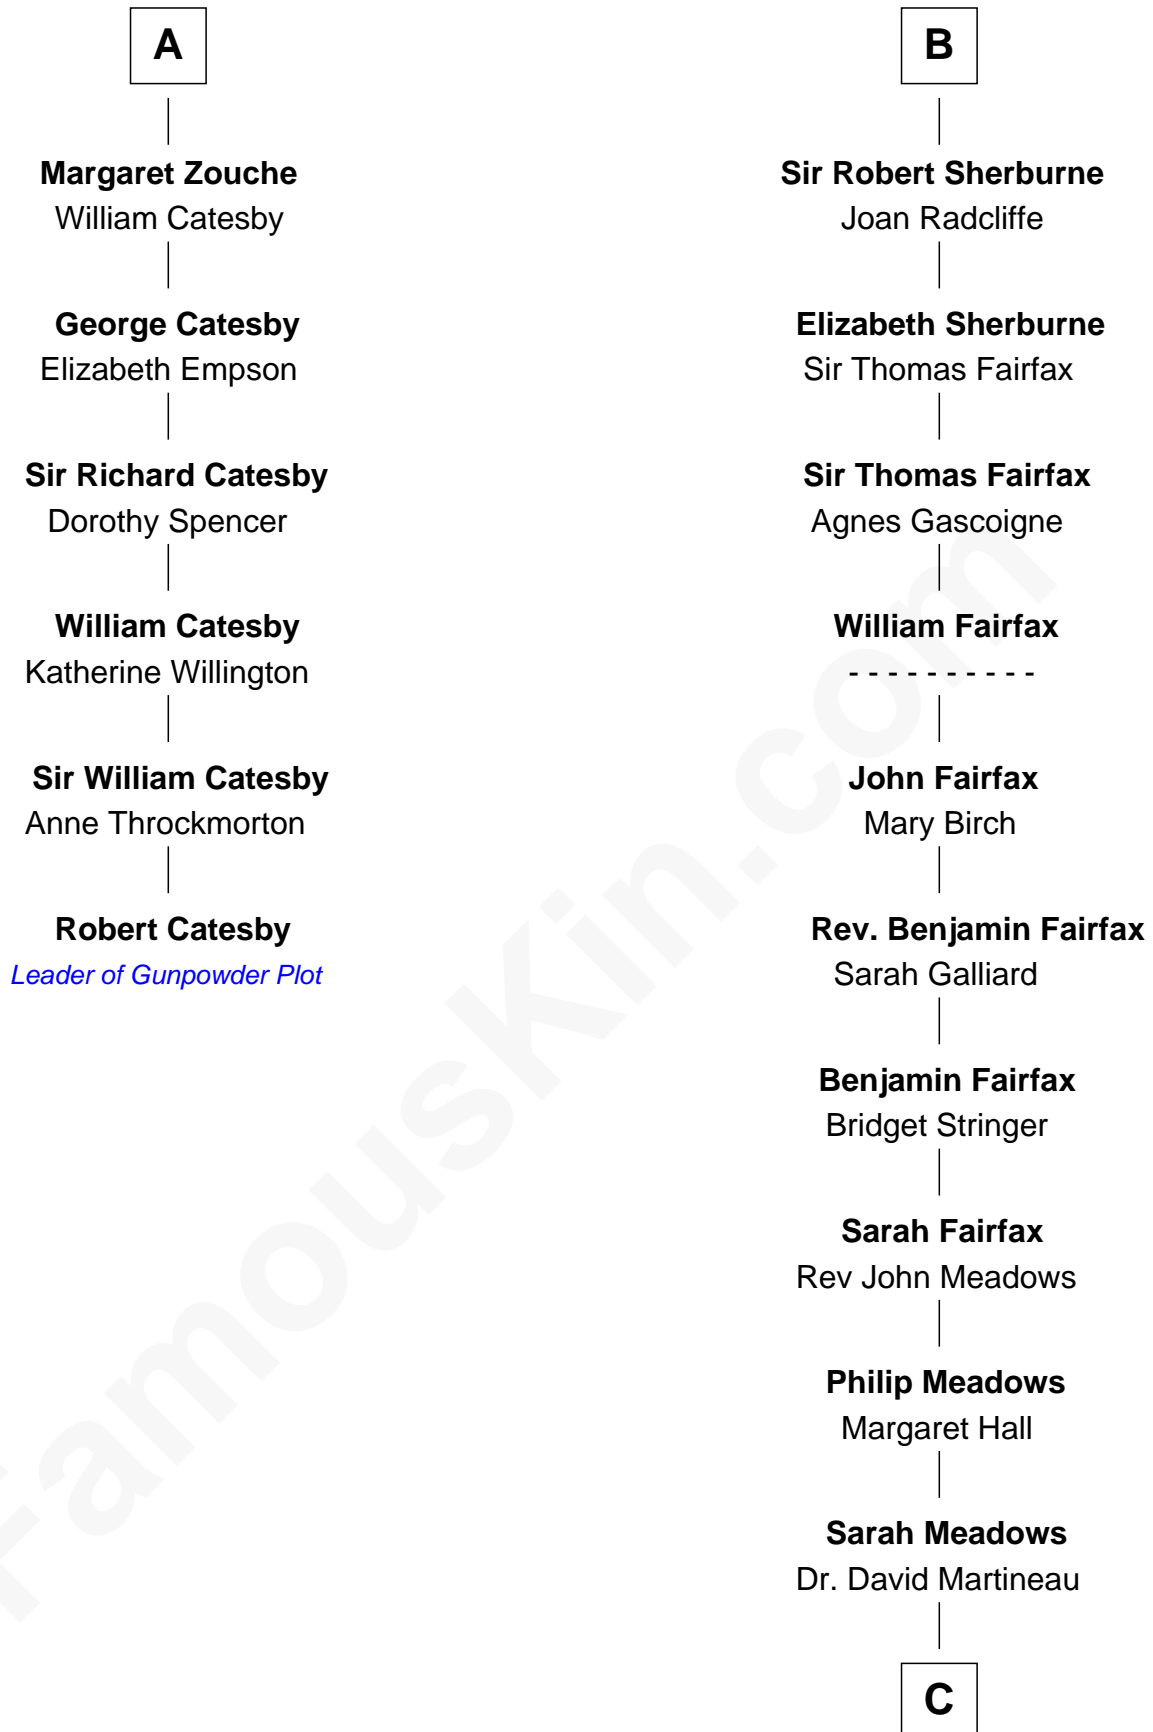 A
Margaret Zouche
William Catesby
George Catesby
Elizabeth Empson
Sir Richard Catesby
Dorothy Spencer
William Catesby
Katherine Willington
Sir William Catesby
Anne Throckmorton
Robert Catesby
Leader of Gunpowder Plot
B
Sir Robert Sherburne
Joan Radcliffe
Elizabeth Sherburne
Sir Thomas Fairfax
Sir Thomas Fairfax
Agnes Gascoigne
William Fairfax
- - - - - - - - - -
John Fairfax
Mary Birch
Rev. Benjamin Fairfax
Sarah Galliard
Benjamin Fairfax
Bridget Stringer
Sarah Fairfax
Rev John Meadows
Philip Meadows
Margaret Hall
Sarah Meadows
Dr. David Martineau
C
FamousKin.com